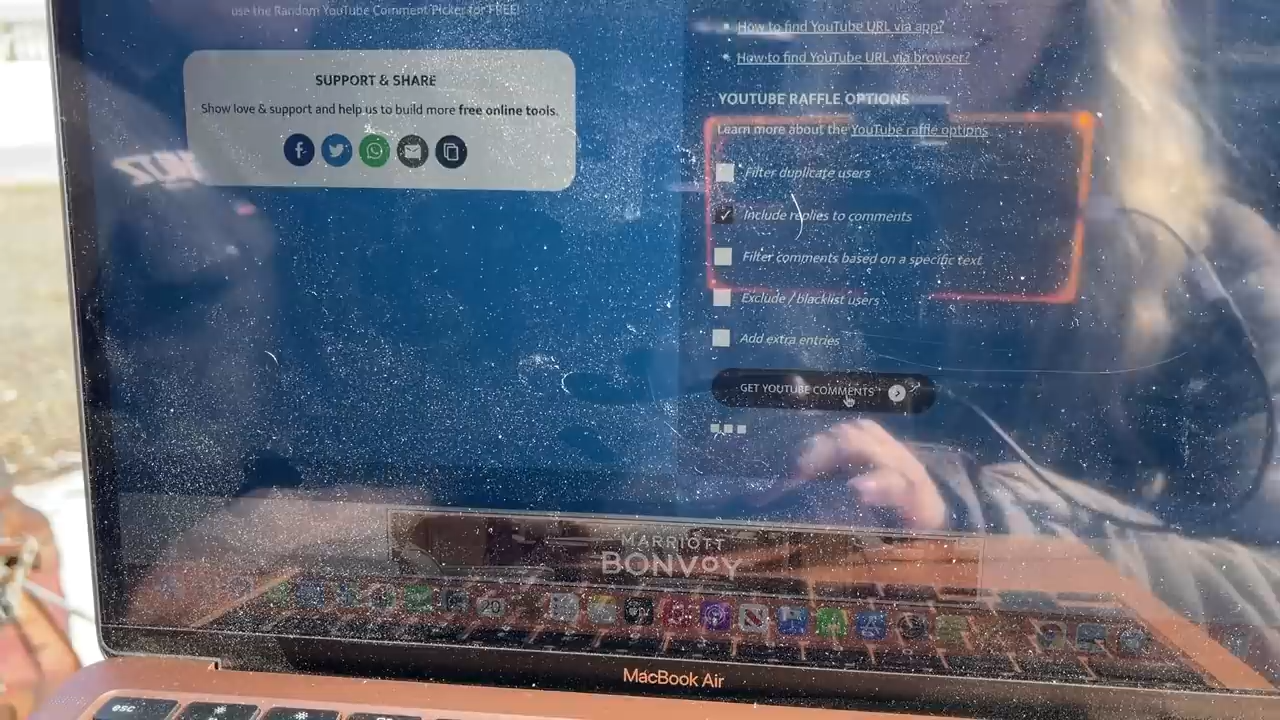 use the Random YouTube Comment Picker for FREE!
SUPPORT & SHARE
Show love & support and help us to build more free online tools.
How to find YouTube URL via app?
How to find YouTube URL via browser?
YOUTUBE RAFFLE OPTIONS
Learn more about the YouTube raffle options
Filter duplicate users
Include replies to comments
Filter comments based on a specific text
Exclude / blacklist users
Add extra entries
GET YOUTUBE COMMENTS
MARRIOTT
BONVOY
20
MacBook Air
esc